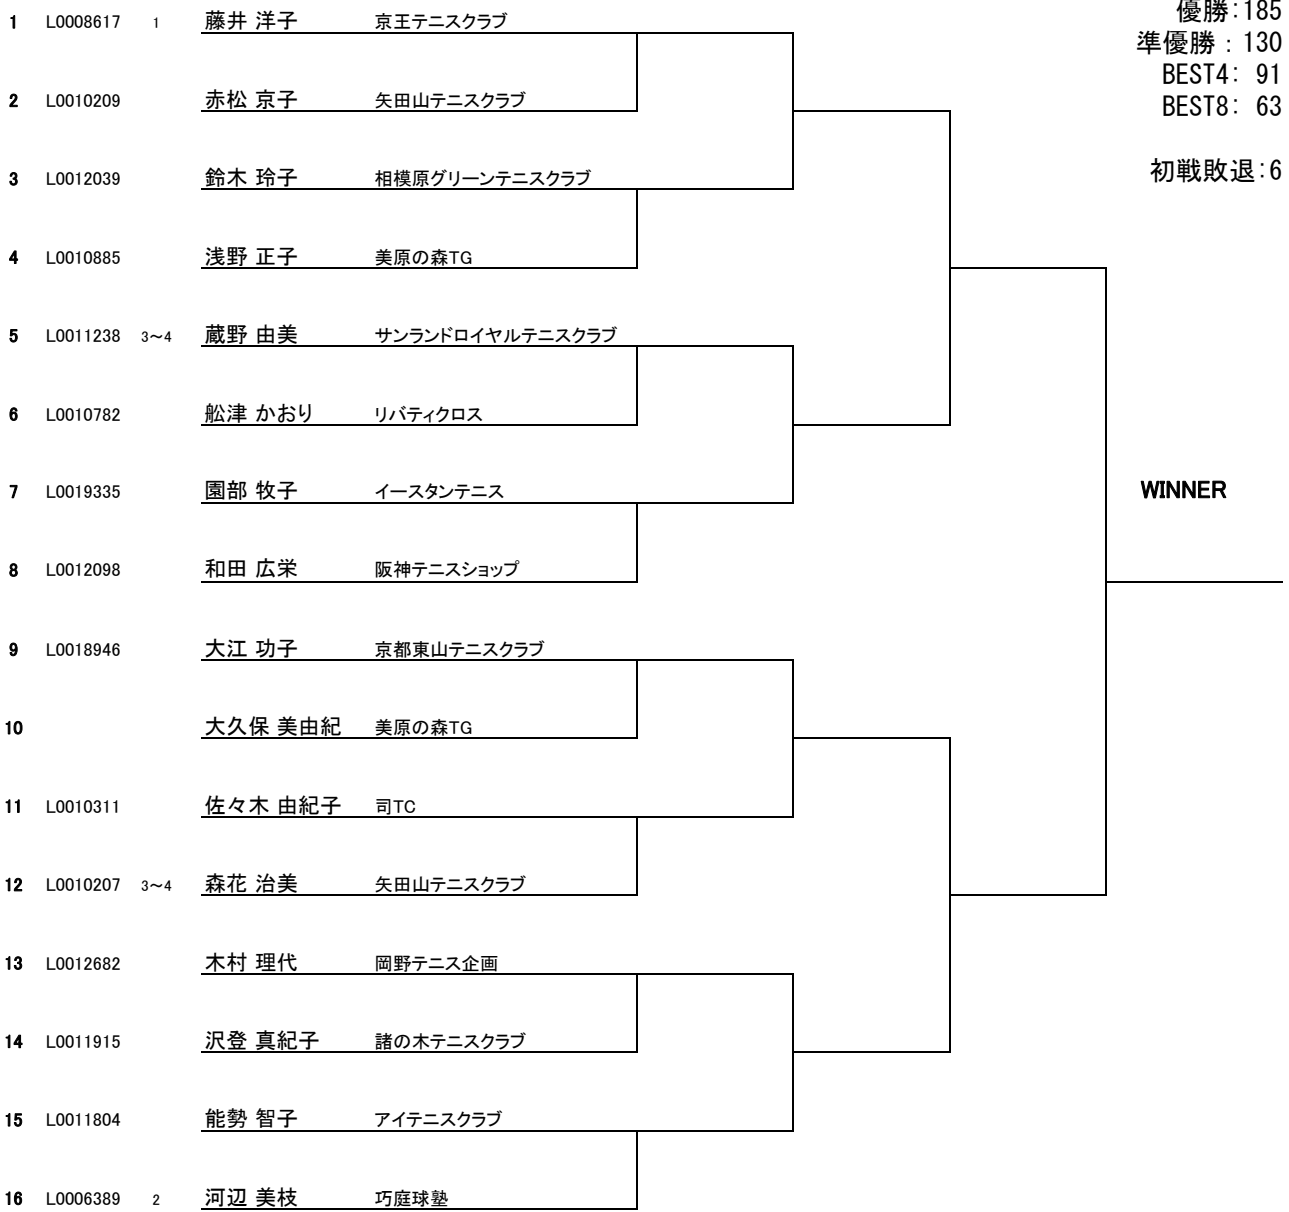 優勝:185
準優勝：130
BEST4: 91
BEST8: 63
初戦敗退:6
1 L0008617 1 藤井 洋子 京王テニスクラブ
2 L0010209 赤松 京子 矢田山テニスクラブ
3 L0012039 鈴木 玲子 相模原グリーンテニスクラブ
4 L0010885 浅野 正子 美原の森TG
5 L0011238 3～4 蔵野 由美 サンランドロイヤルテニスクラブ
6 L0010782 舩津 かおり リバティクロス
7 L0019335 園部 牧子 イースタンテニス
WINNER
8 L0012098 和田 広栄 阪神テニスショップ
9 L0018946 大江 功子 京都東山テニスクラブ
10 大久保 美由紀 美原の森TG
11 L0010311 佐々木 由紀子 司TC
12 L0010207 3～4 森花 治美 矢田山テニスクラブ
13 L0012682 木村 理代 岡野テニス企画
14 L0011915 沢登 真紀子 諸の木テニスクラブ
15 L0011804 能勢 智子 アイテニスクラブ
16 L0006389 2 河辺 美枝 巧庭球塾